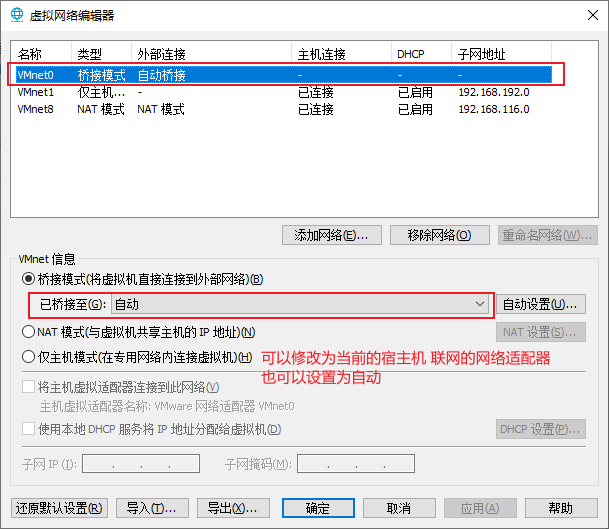 虚拟网络编辑器
名称 类型 外部连接 主机连接 DHCP 子网地址
VMnet0 桥接模式 自动桥接 - - -
VMnet1 仅主机... - 已连接 已启用 192.168.192.0
VMnet8 NAT 模式 NAT 模式 已连接 已启用 192.168.116.0
添加网络(E)... 移除网络(O) 重命名网络(W)...
VMnet 信息
桥接模式(将虚拟机直接连接到外部网络)(B)
已桥接至(G): 自动 自动设置(U)...
NAT 模式(与虚拟机共享主机的 IP 地址)(N) NAT 设置(S)...
仅主机模式(在专用网络内连接虚拟机)(H) 可以修改为当前的宿主机 联网的网络适配器
也可以设置为自动
将主机虚拟适配器连接到此网络(V)
主机虚拟适配器名称: VMware 网络适配器 VMnet0
使用本地 DHCP 服务将 IP 地址分配给虚拟机(D) DHCP 设置(P)...
子网 IP (I): . . . 子网掩码(M): . . .
还原默认设置(R) 导入(T)... 导出(X)... 确定 取消 应用(A) 帮助